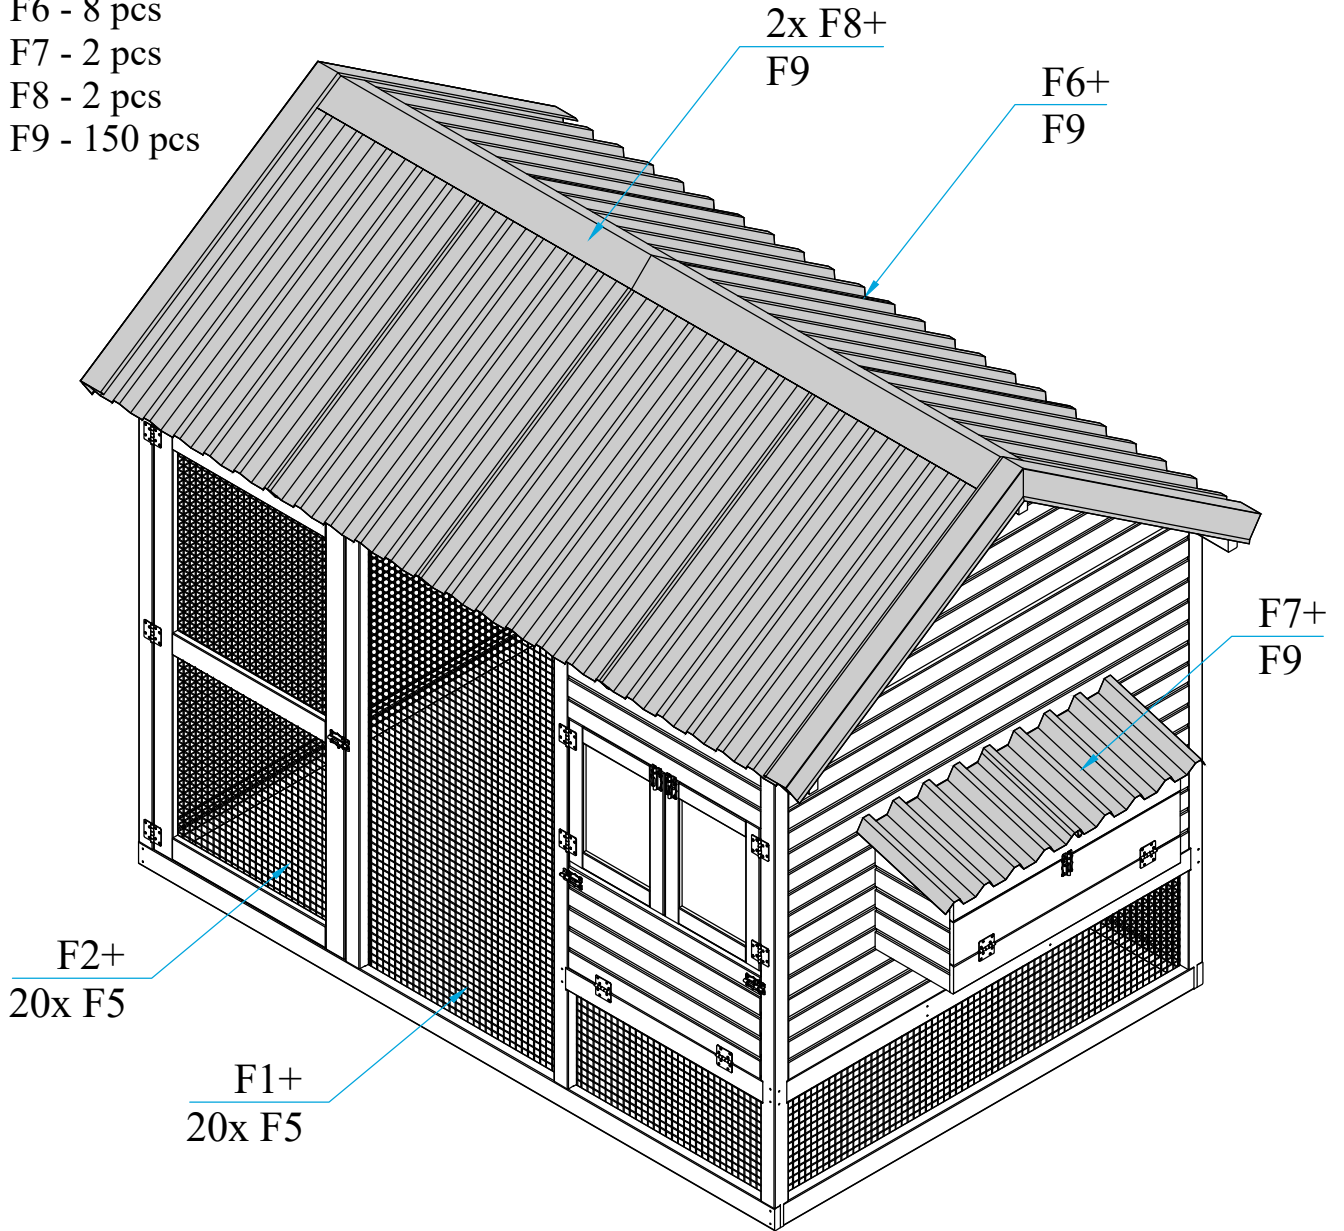 F6 - 8 pcs
F7 - 2 pcs
F8 - 2 pcs
F9 - 150 pcs
2x F8+
F9
F6+
F9
F7+
F9
F2+
20x F5
F1+
20x F5